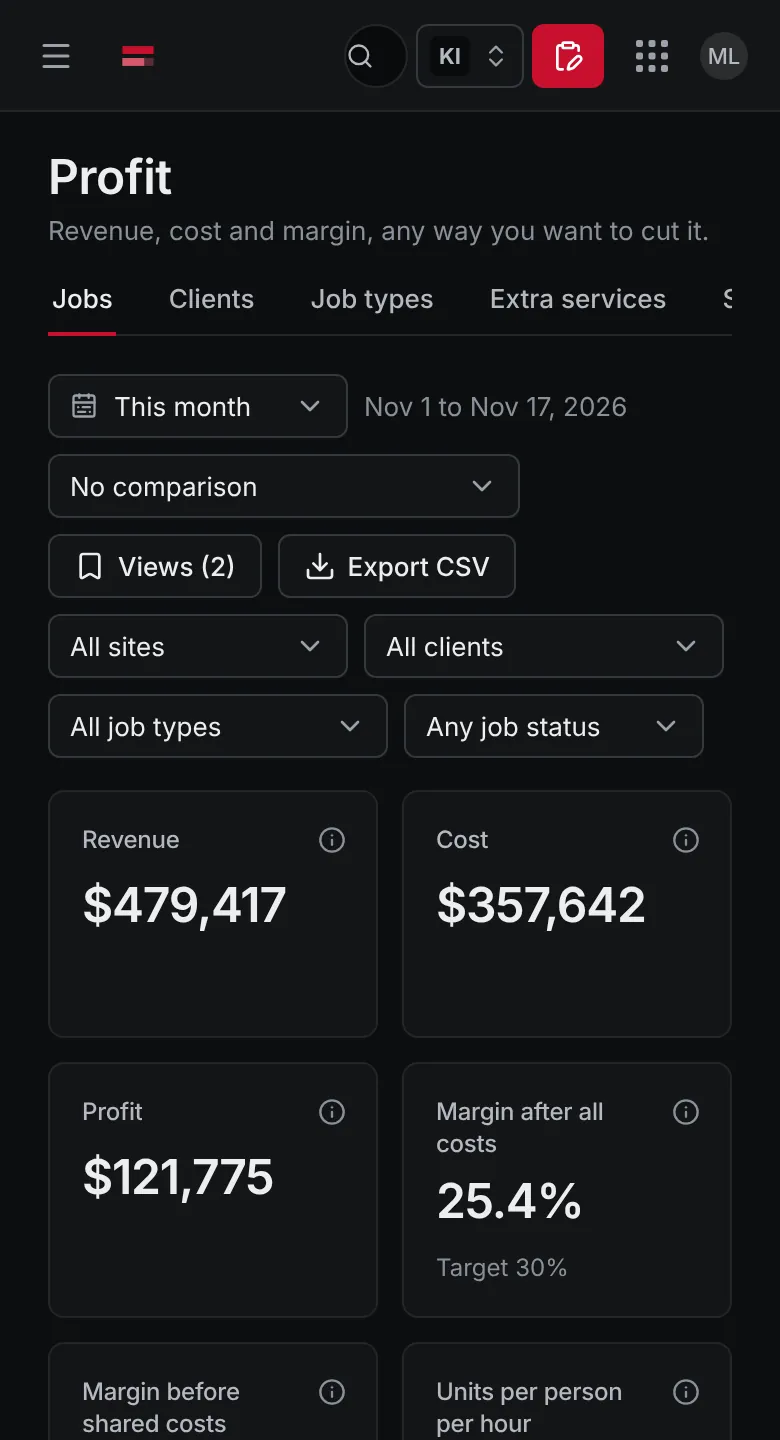 KI
ML
Profit
Revenue, cost and margin, any way you want to cut it.
Jobs Clients Job types Extra services
This month Nov 1 to Nov 17, 2026
No comparison
Views (2) Export CSV
All sites All clients
All job types Any job status
Revenue
$479,417
Cost
$357,642
Profit
$121,775
Margin after all
costs
25.4%
Target 30%
Margin before
shared costs
Units per person
per hour